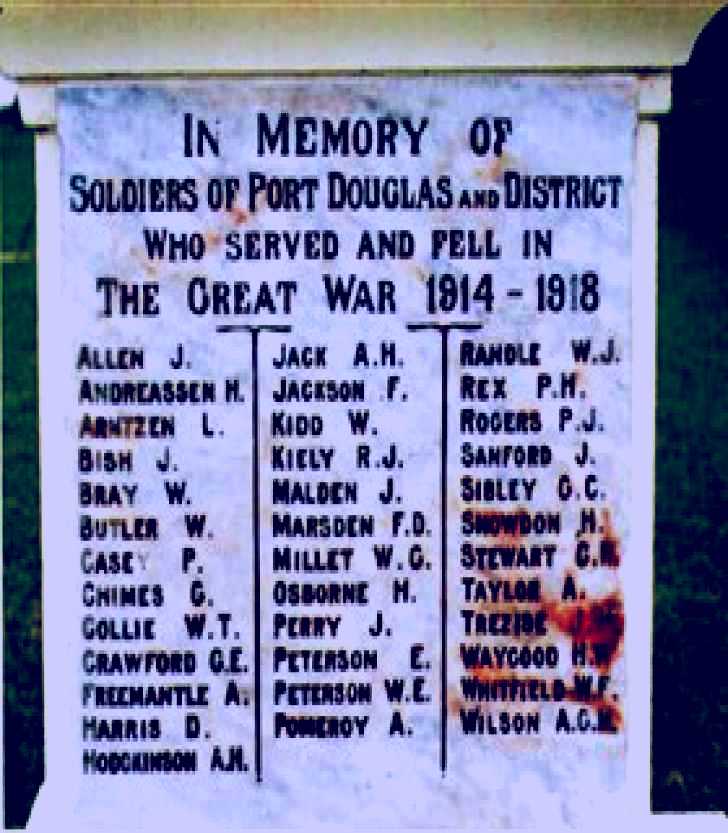 IN MEMORY OF
SOLDIERS OF PORT DOUGLAS AND DISTRICT
WHO SERVED AND FELL IN
THE GREAT WAR 1914 - 1918
ALLEN J.
ANDREASSEN H.
ARNTZEN L.
BISH J.
BRAY W.
BUTLER W.
CASEY P.
CHIMES G.
COLLIE W.T.
CRAWFORD G.E.
FREEMANTLE A.
HARRIS D.
HODGKINSON A.H.
JACK A.H.
JACKSON F.
KIDD W.
KIELY R.J.
MALDEN J.
MARSDEN F.D.
MILLET W.G.
OSBORNE H.
PERRY J.
PETERSON E.
PETERSON W.E.
POMEROY A.
RANDLE W.J.
REX P.H.
ROGERS P.J.
SANFORD J.
SIBLEY G.C.
SNOWDON H.
STEWART
TAYLOR A.
TREZISE
WAYGOOD H.W.
WHITFIELD W.F.
WILSON